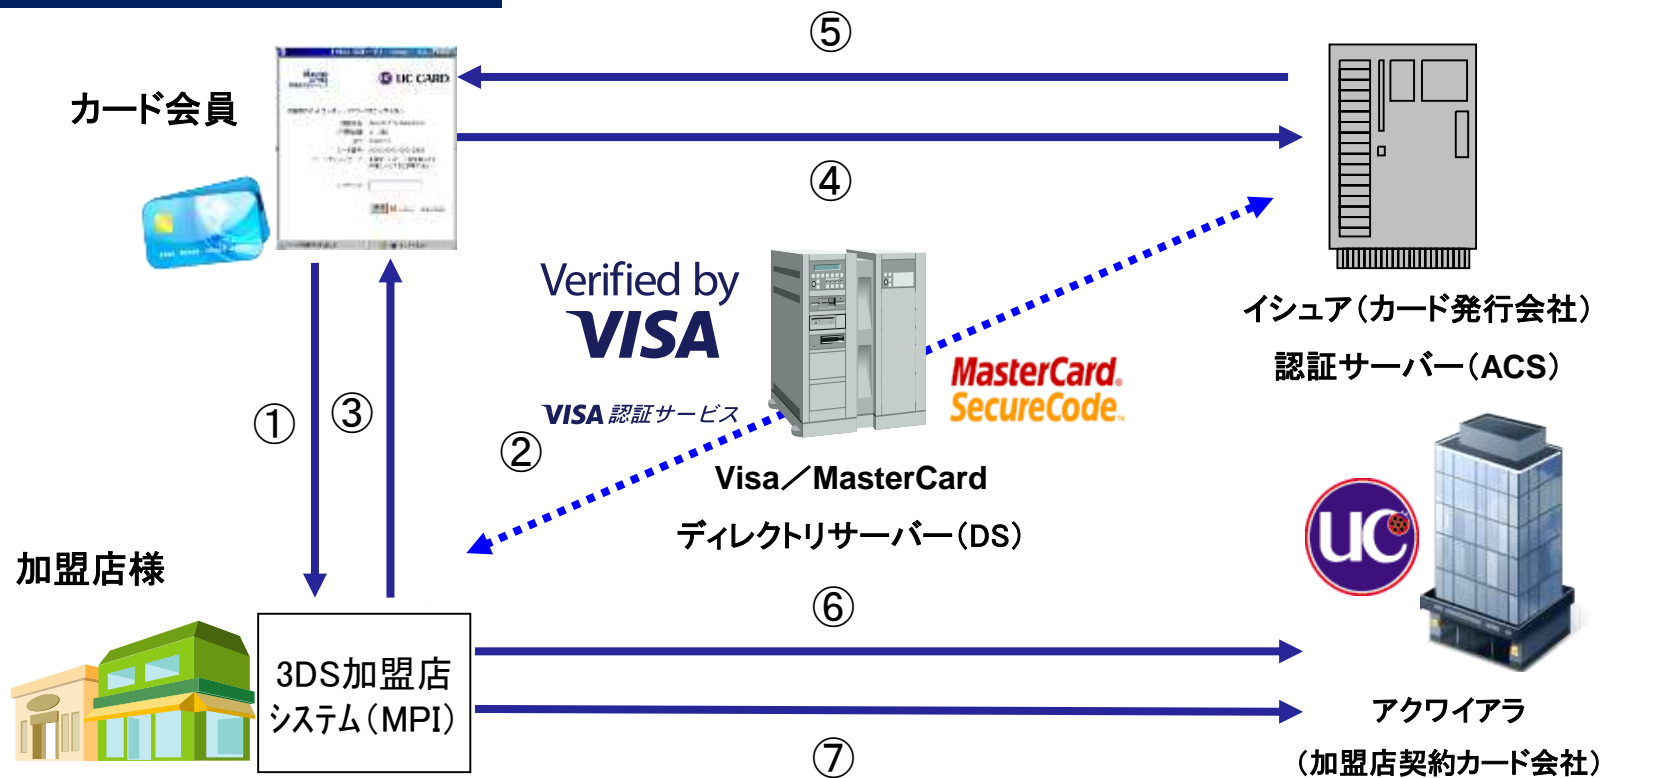 ⑤
カード会員
UC CARD
④
Verified by
VISA
VISA 認証サービス
MasterCard.
SecureCode™
イシュア（カード発行会社）
認証サーバー（ACS）
①
③
②
Visa／MasterCard
ディレクトリサーバー（DS）
UC
加盟店様
⑥
3DS加盟店
システム（MPI）
アクワイアラ
⑦
（加盟店契約カード会社）